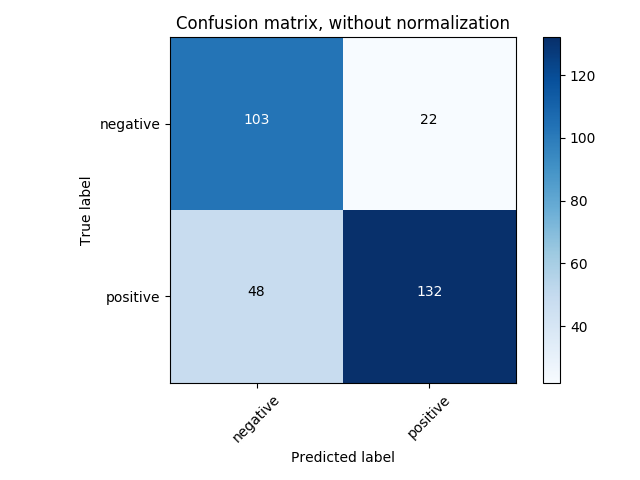 Confusion matrix, without normalization
True label
negative
103
22
positive
48
132
negative
positive
Predicted label
120
100
80
60
40